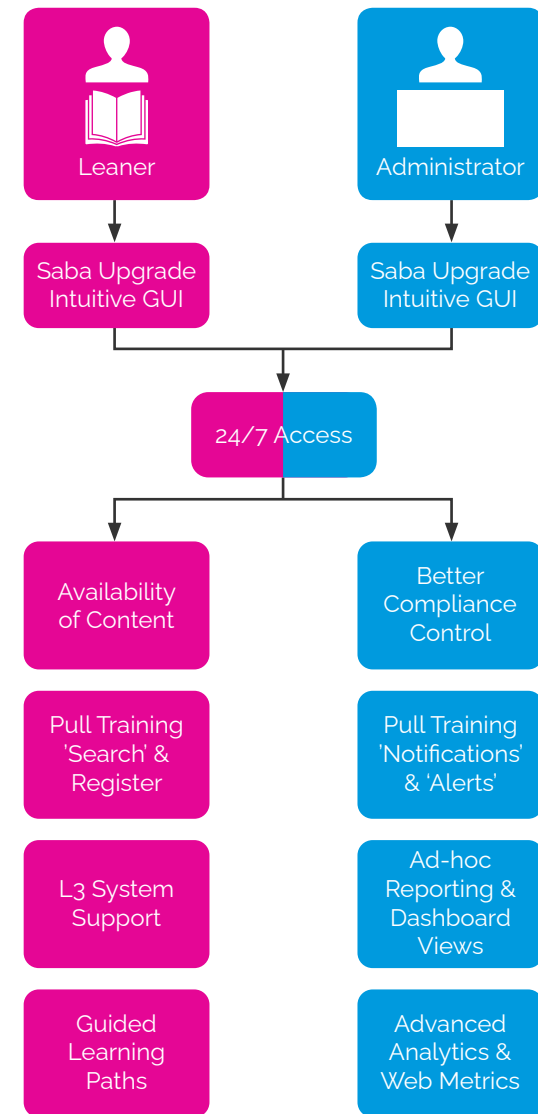 Leaner
Administrator
Saba Upgrade
Intuitive GUI
Saba Upgrade
Intuitive GUI
24/7 Access
Availability
of Content
Better
Compliance
Control
Pull Training
’Search’ &
Register
Pull Training
’Notifications’
& ‘Alerts’
L3 System
Support
Ad-hoc
Reporting &
Dashboard
Views
Guided
Learning
Paths
Advanced
Analytics &
Web Metrics